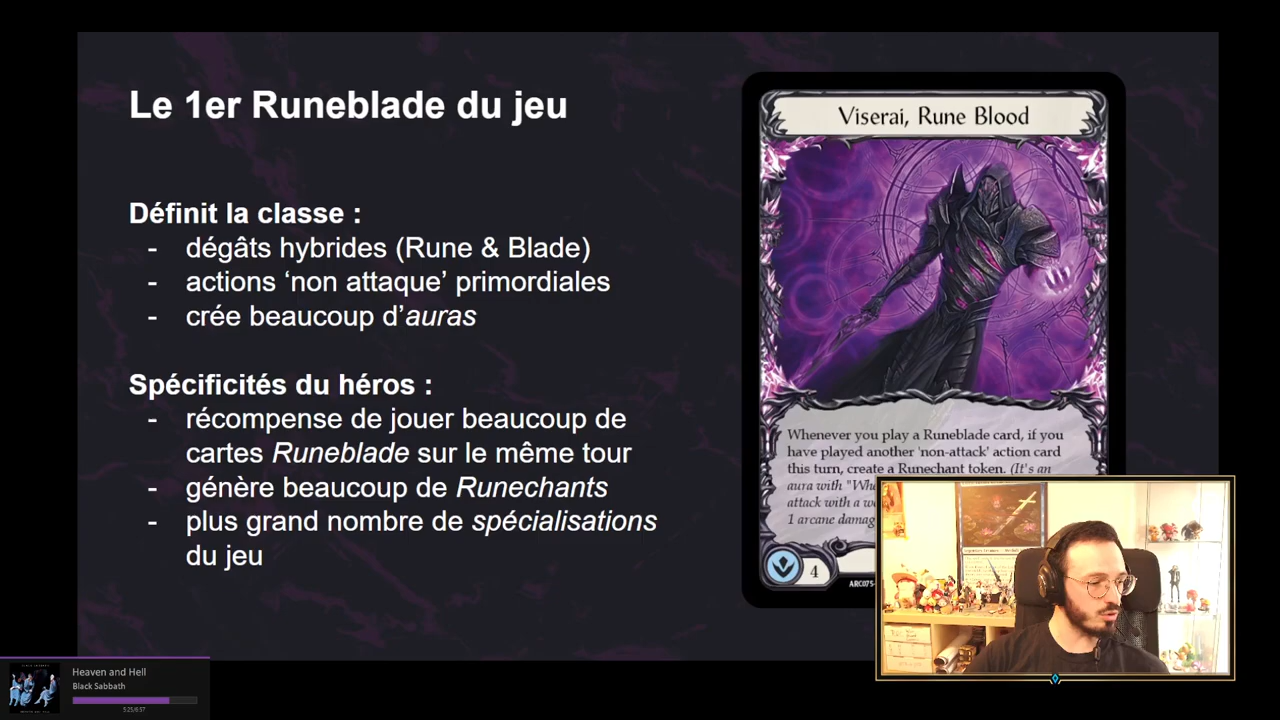 Le 1er Runeblade du jeu
Définit la classe :
- dégâts hybrides (Rune & Blade)
- actions ‘non attaque’ primordiales
- crée beaucoup d’auras
Spécificités du héros :
- récompense de jouer beaucoup de
cartes Runeblade sur le même tour
- génère beaucoup de Runechants
- plus grand nombre de spécialisations
du jeu
Viserai, Rune Blood
Whenever you play a Runeblade card, if you
have played another 'non-attack' action card
this turn, create a Runechant token. (It's an
aura with
attack with a
1 arcane
4
Heaven and Hell
Black Sabbath